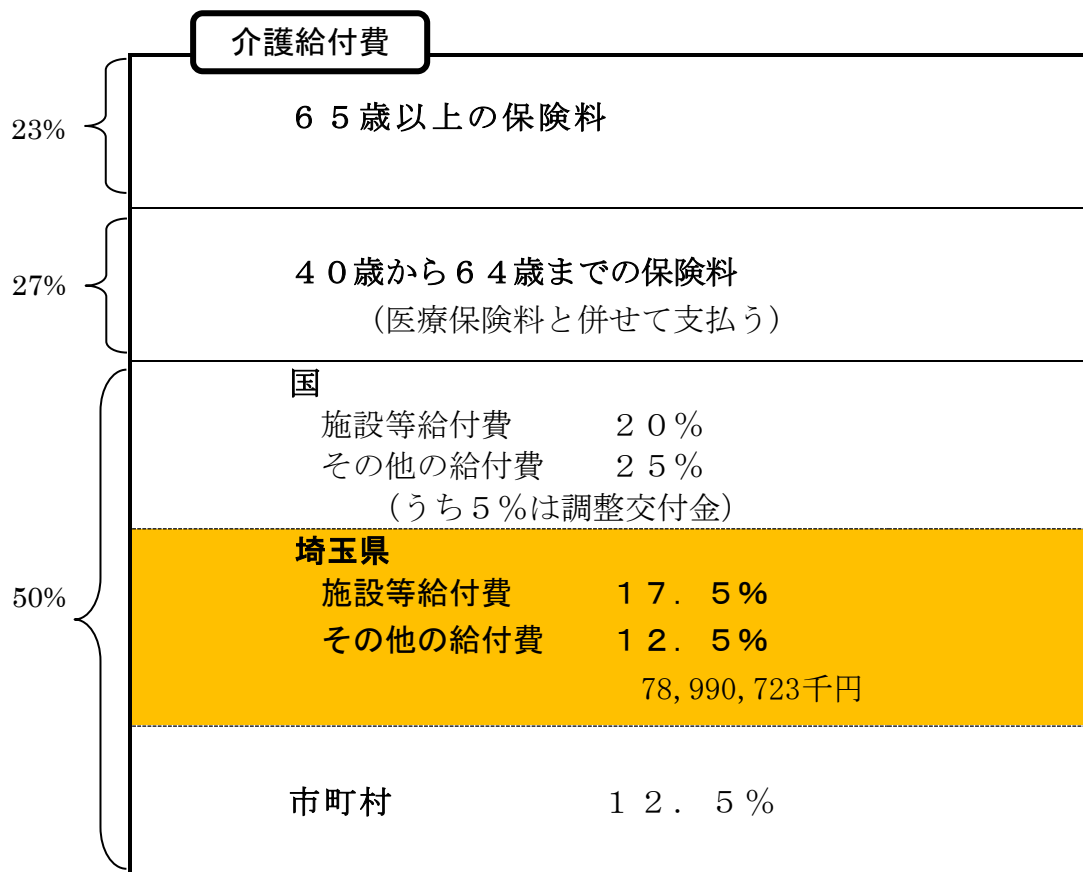 介護給付費
23%
６５歳以上の保険料
27%
４０歳から６４歳までの保険料
（医療保険料と併せて支払う）
50%
国
施設等給付費　２０％
その他の給付費　２５％
（うち５％は調整交付金）
埼玉県
施設等給付費　１７．５％
その他の給付費　１２．５％
78,990,723千円
市町村　１２．５％